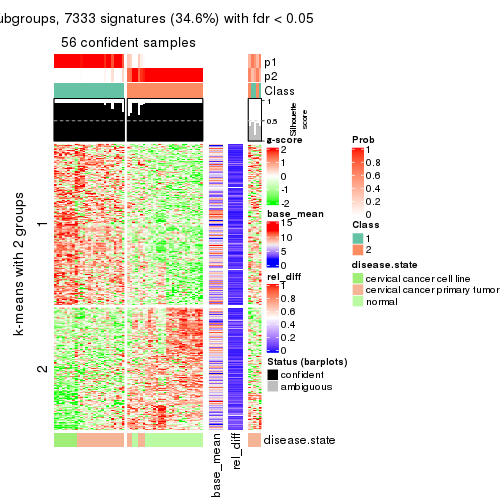 ubgroups, 7333 signatures (34.6%) with fdr < 0.05
56 confident samples
p1
p2
Class
1
0.5
0
Silhouette
score
k-means with 2 groups
1
2
base_mean
rel_diff
disease.state
z-score
2
1
0
-1
-2
base_mean
15
10
5
0
rel_diff
1
0.8
0.6
0.4
0.2
0
Status (barplots)
confident
ambiguous
Prob
1
0.8
0.6
0.4
0.2
0
Class
1
2
disease.state
cervical cancer cell line
cervical cancer primary tumor
normal